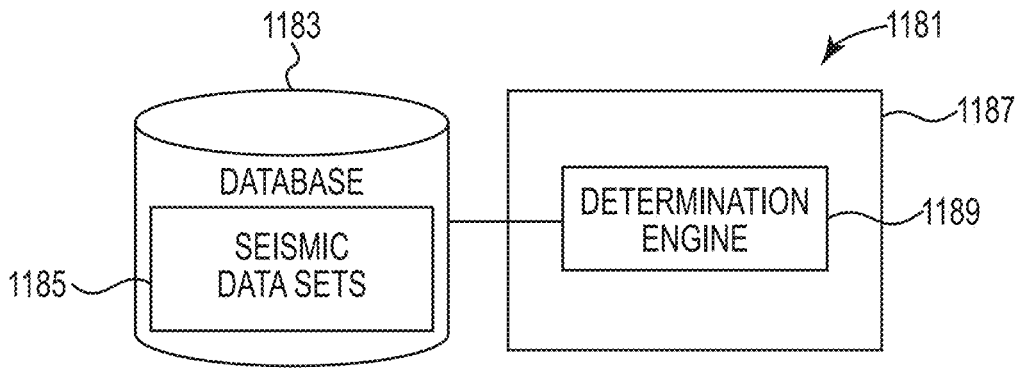 1183
1181
1187
DATABASE
DETERMINATION
ENGINE
1189
SEISMIC
DATA SETS
1185